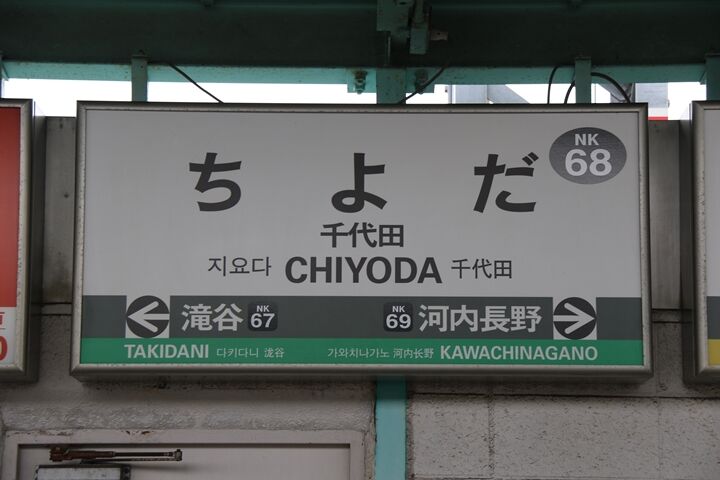 NK
68
ちよだ
千代田
지요다 CHIYODA 千代田
滝谷 NK 67 NK 69 河内長野
TAKIDANI 다키다니 泷谷 가와치나가노 河内长野 KAWACHINAGANO